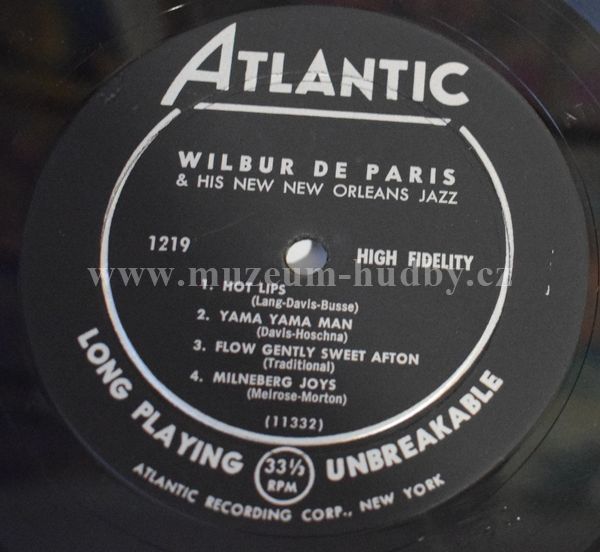 ATLANTIC
WILBUR DE PARIS
& HIS NEW NEW ORLEANS JAZZ
1219 HIGH FIDELITY
www.muzeum-hudby.cz
1. HOT LIPS
(Lang-Davis-Busse)
2. YAMA YAMA MAN
(Davis-Hoschna)
3. FLOW GENTLY SWEET AFTON
(Traditional)
4. MILNEBERG JOYS
(Melrose-Morton)
(11332)
LONG PLAYING 33⅓ RPM UNBREAKABLE
ATLANTIC RECORDING CORP., NEW YORK